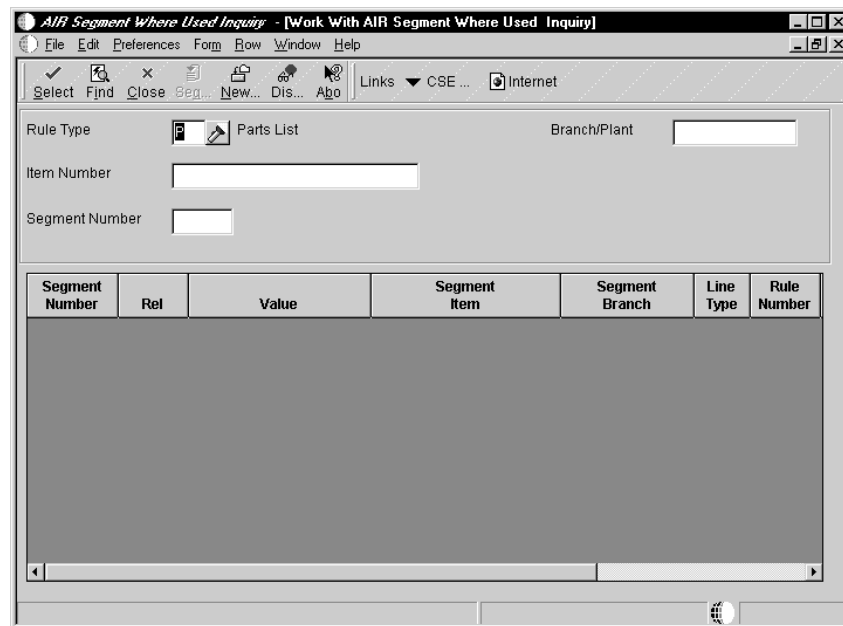 AIR Segment Where Used Inquiry - [Work With AIR Segment Where Used Inquiry]
File Edit Preferences Form Row Window Help
Select Find Close Seq... New... Dis... Abo Links CSE ... Internet
Rule Type P Parts List Branch/Plant
Item Number
Segment Number
Segment Number Rel Value Segment Item Segment Branch Line Type Rule Number